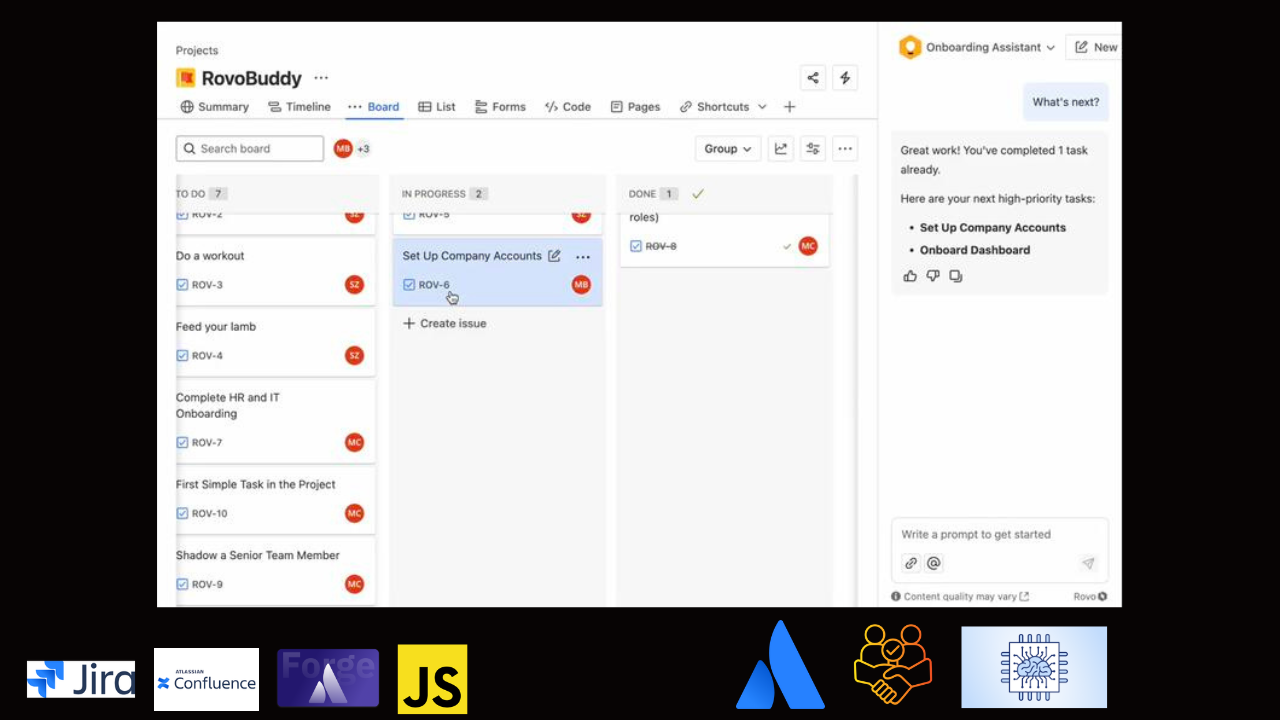 Projects
RovoBuddy
Summary Timeline Board List Forms Code Pages Shortcuts
Search board MB +3 Group
TO DO 7
ROV-2 SZ
Do a workout
ROV-3 SZ
Feed your lamb
ROV-4 SZ
Complete HR and IT
Onboarding
ROV-7 MC
First Simple Task in the Project
ROV-10 MC
Shadow a Senior Team Member
ROV-9 MC
IN PROGRESS 2
ROV-5 SZ
Set Up Company Accounts
ROV-6 MB
Create issue
DONE 1
roles)
ROV-8 MC
Onboarding Assistant New
What's next?
Great work! You've completed 1 task
already.
Here are your next high-priority tasks:
• Set Up Company Accounts
• Onboard Dashboard
Write a prompt to get started
@
Content quality may vary Rovo
Jira
ATLASSIAN
Confluence
Forge
JS